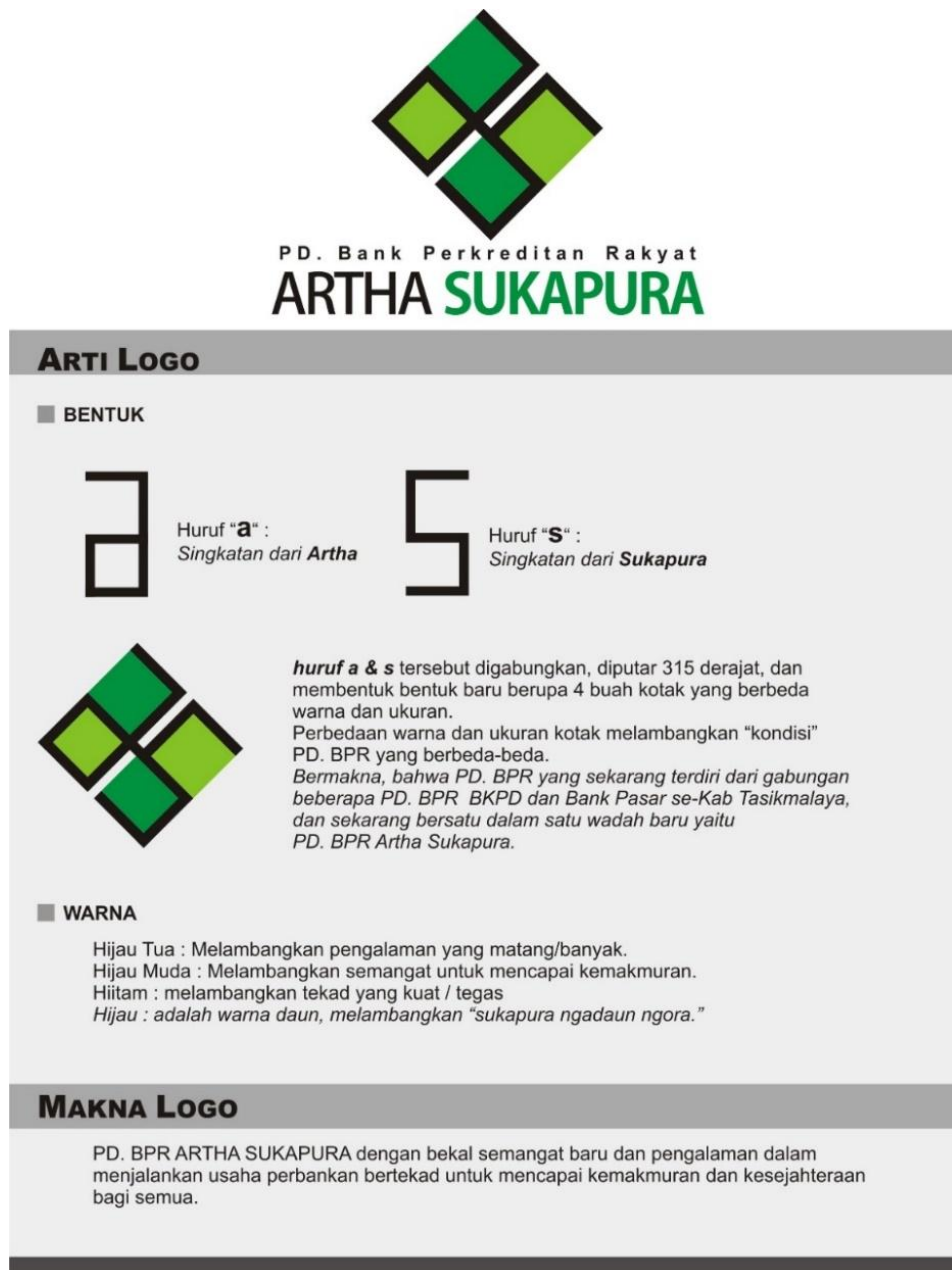 PD. Bank Perkreditan Rakyat
ARTHA SUKAPURA
ARTI LOGO
BENTUK
a
Huruf “a“ :
Singkatan dari Artha
s
Huruf “s“ :
Singkatan dari Sukapura
huruf a & s tersebut digabungkan, diputar 315 derajat, dan
membentuk bentuk baru berupa 4 buah kotak yang berbeda
warna dan ukuran.
Perbedaan warna dan ukuran kotak melambangkan “kondisi”
PD. BPR yang berbeda-beda.
Bermakna, bahwa PD. BPR yang sekarang terdiri dari gabungan
beberapa PD. BPR BKPD dan Bank Pasar se-Kab Tasikmalaya,
dan sekarang bersatu dalam satu wadah baru yaitu
PD. BPR Artha Sukapura.
WARNA
Hijau Tua : Melambangkan pengalaman yang matang/banyak.
Hijau Muda : Melambangkan semangat untuk mencapai kemakmuran.
Hiitam : melambangkan tekad yang kuat / tegas
Hijau : adalah warna daun, melambangkan “sukapura ngadaun ngora.”
MAKNA LOGO
PD. BPR ARTHA SUKAPURA dengan bekal semangat baru dan pengalaman dalam
menjalankan usaha perbankan bertekad untuk mencapai kemakmuran dan kesejahteraan
bagi semua.